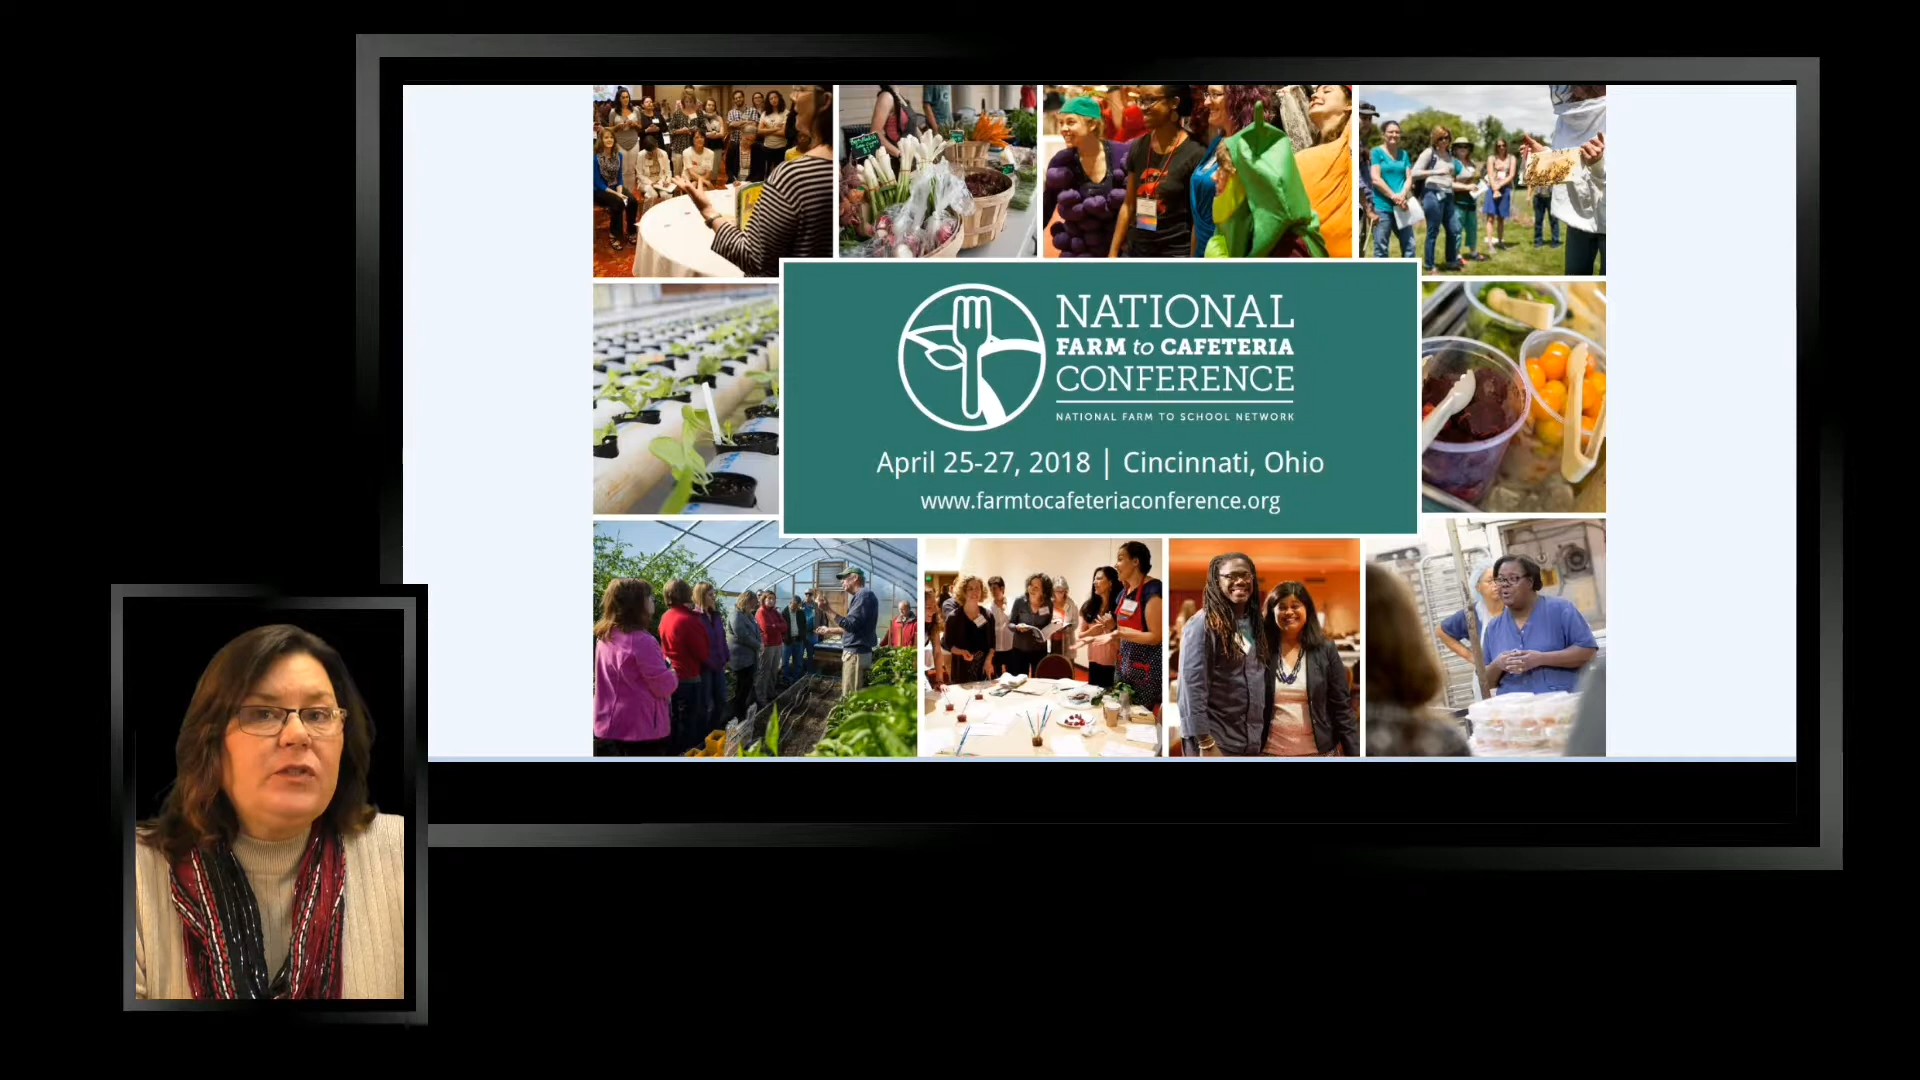 NATIONAL
FARM to CAFETERIA
CONFERENCE
NATIONAL FARM TO SCHOOL NETWORK
April 25-27, 2018 | Cincinnati, Ohio
www.farmtocafeteriaconference.org